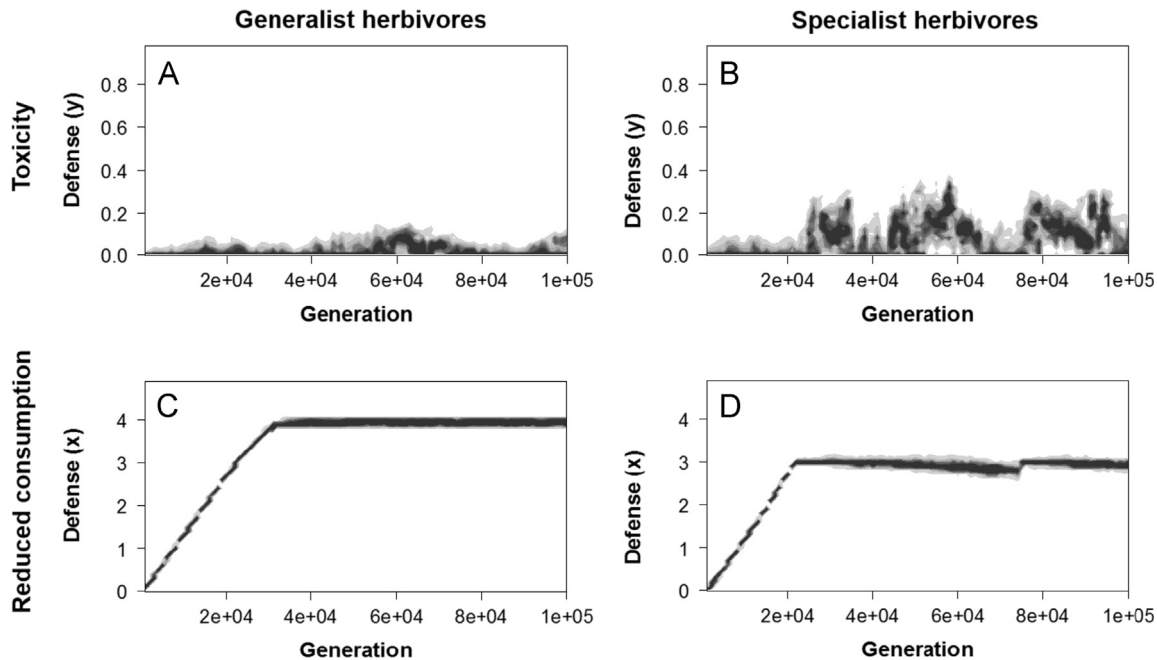 Generalist herbivores
Specialist herbivores
Toxicity
Defense (y)
A
0.8
0.6
0.4
0.2
0.0
2e+04 4e+04 6e+04 8e+04 1e+05
Generation
Defense (y)
B
0.8
0.6
0.4
0.2
0.0
2e+04 4e+04 6e+04 8e+04 1e+05
Generation
Reduced consumption
Defense (x)
C
4
3
2
1
0
2e+04 4e+04 6e+04 8e+04 1e+05
Generation
Defense (x)
D
4
3
2
1
0
2e+04 4e+04 6e+04 8e+04 1e+05
Generation